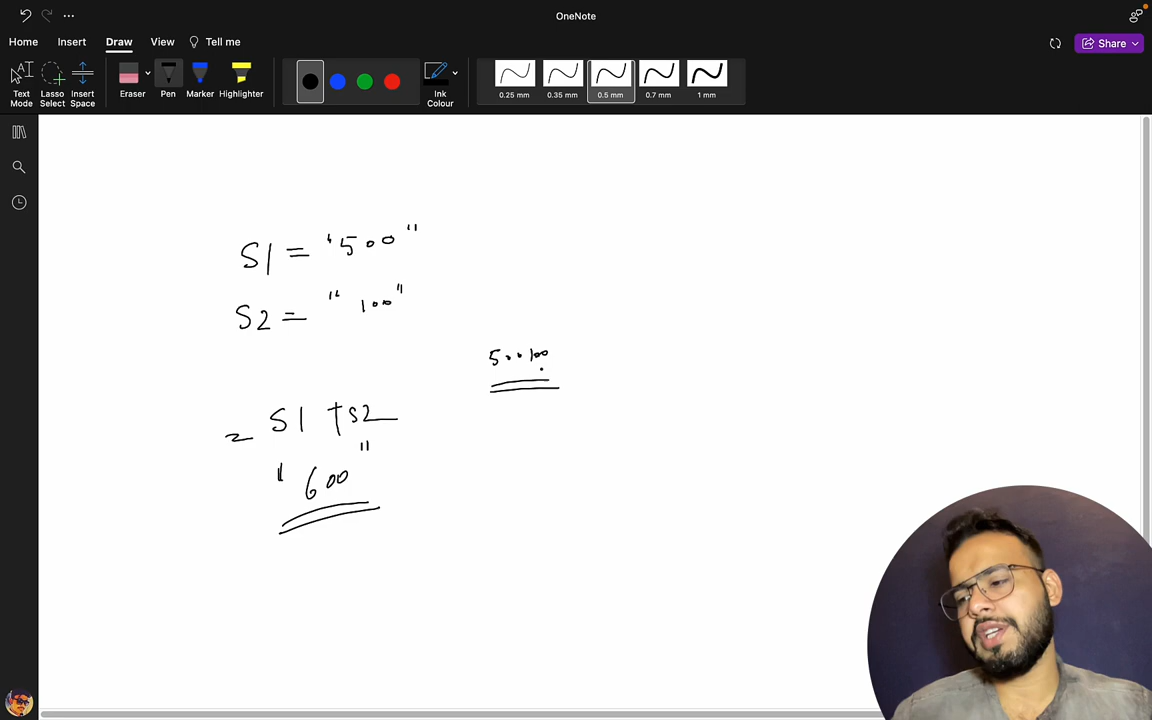 OneNote
Home Insert Draw View Tell me
Share
Text Mode
Lasso Select
Insert Space
Eraser
Pen
Marker
Highlighter
Ink Colour
0.25 mm
0.35 mm
0.5 mm
0.7 mm
1 mm
S1 = "500"
S2 = "100"
500100
= S1 + S2
"600"